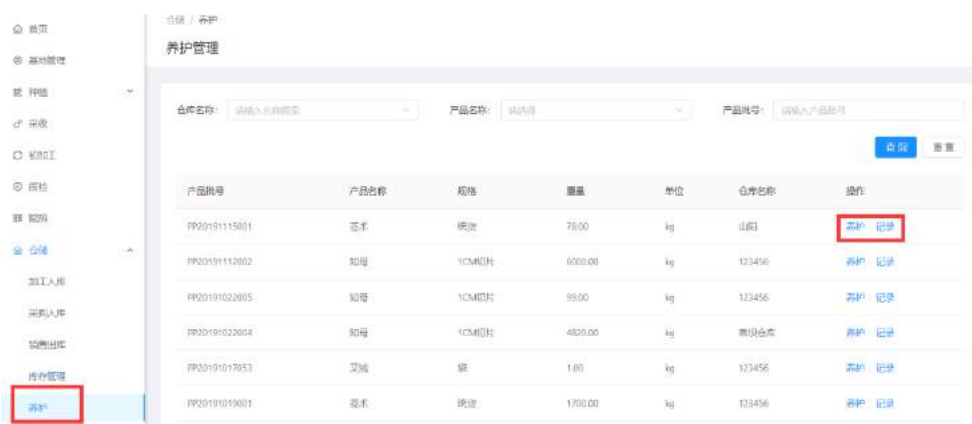 仓储 / 养护
养护管理
首页
基地管理
种植
采收
初加工
质检
赋码
仓储
加工入库
采购入库
销售出库
库存管理
养护
仓库名称: 请输入名称搜索
产品名称: 请选择
产品批号: 请输入产品批号
查询 重置
产品批号 产品名称 规格 重量 单位 仓库名称 操作
PP20191115001 苍术 统货 78.00 kg 山阳 养护 记录
PP20191112002 知母 1CM切片 6000.00 kg 123456 养护 记录
PP20191022005 知母 1CM切片 99.00 kg 123456 养护 记录
PP20191022004 知母 1CM切片 4820.00 kg 养护 记录
PP20191017053 艾绒 袋 1.00 kg 123456 养护 记录
PP20191019001 苍术 统货 1700.00 kg 123456 养护 记录